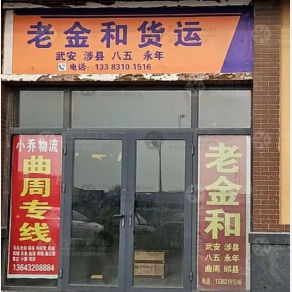 老金和货运
武安 涉县 八五 永年
电话：133 8310 1516
小乔物流
曲周专线
13643208884
老金和
武安 涉县
八五 永年
曲周 邱县
13383101516